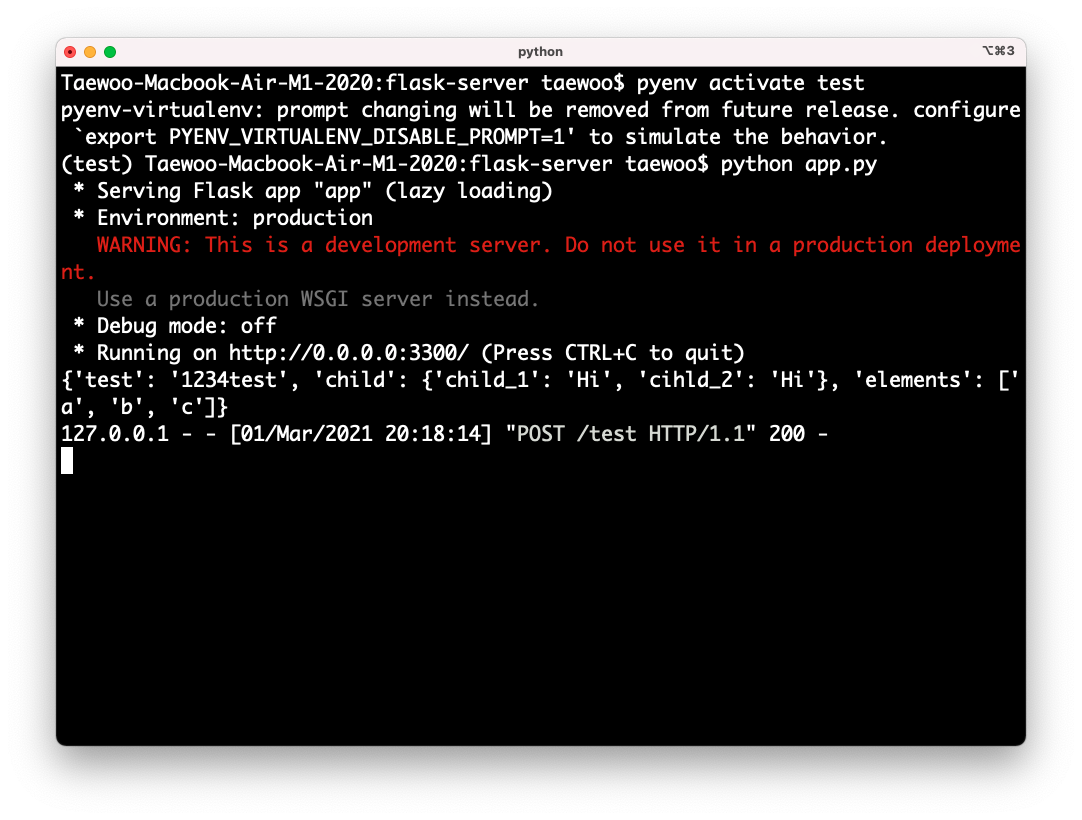 python
⌥⌘3
Taewoo-Macbook-Air-M1-2020:flask-server taewoo$ pyenv activate test
pyenv-virtualenv: prompt changing will be removed from future release. configure
 `export PYENV_VIRTUALENV_DISABLE_PROMPT=1' to simulate the behavior.
(test) Taewoo-Macbook-Air-M1-2020:flask-server taewoo$ python app.py
 * Serving Flask app "app" (lazy loading)
 * Environment: production
   WARNING: This is a development server. Do not use it in a production deployme
nt.
   Use a production WSGI server instead.
 * Debug mode: off
 * Running on http://0.0.0.0:3300/ (Press CTRL+C to quit)
{'test': '1234test', 'child': {'child_1': 'Hi', 'cihld_2': 'Hi'}, 'elements': ['
a', 'b', 'c']}
127.0.0.1 - - [01/Mar/2021 20:18:14] "POST /test HTTP/1.1" 200 -